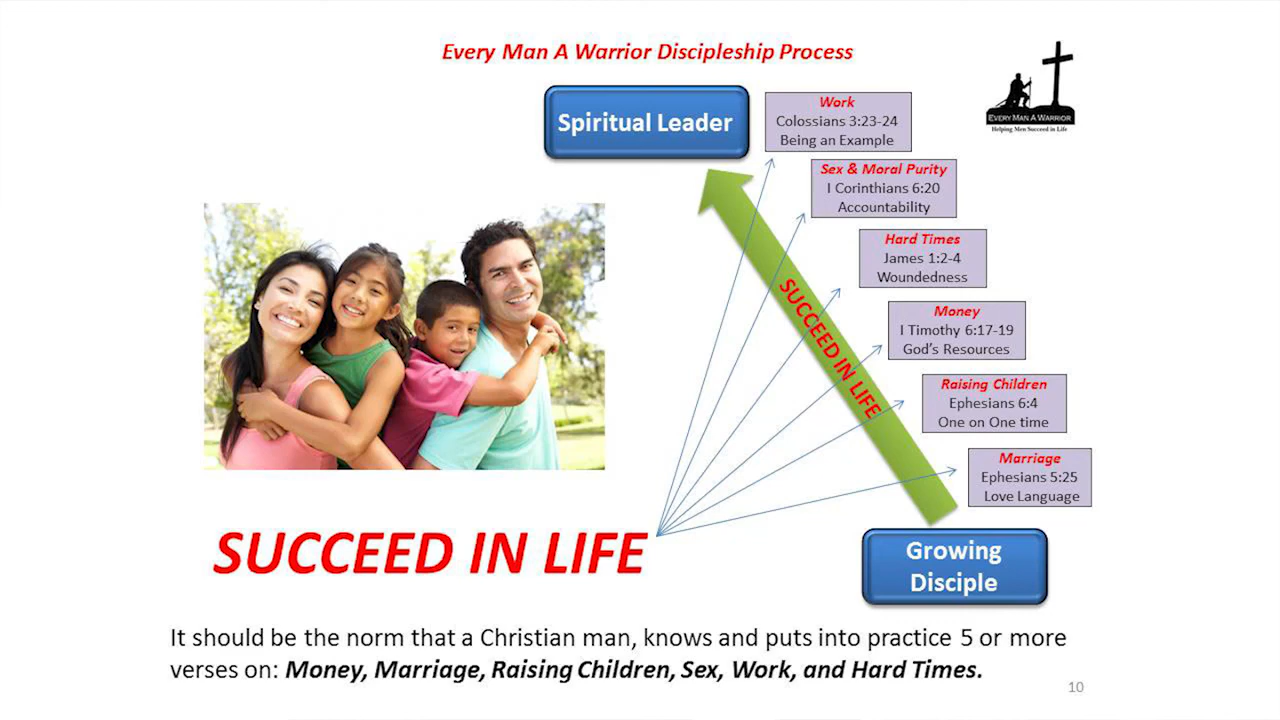 Every Man A Warrior Discipleship Process
EVERY MAN A WARRIOR
Helping Men Succeed in Life
Spiritual Leader
Work
Colossians 3:23-24
Being an Example
Sex & Moral Purity
I Corinthians 6:20
Accountability
Hard Times
James 1:2-4
Woundedness
Money
I Timothy 6:17-19
God's Resources
Raising Children
Ephesians 6:4
One on One time
Marriage
Ephesians 5:25
Love Language
SUCCEED IN LIFE
Growing
Disciple
SUCCEED IN LIFE
It should be the norm that a Christian man, knows and puts into practice 5 or more
verses on: Money, Marriage, Raising Children, Sex, Work, and Hard Times.
10